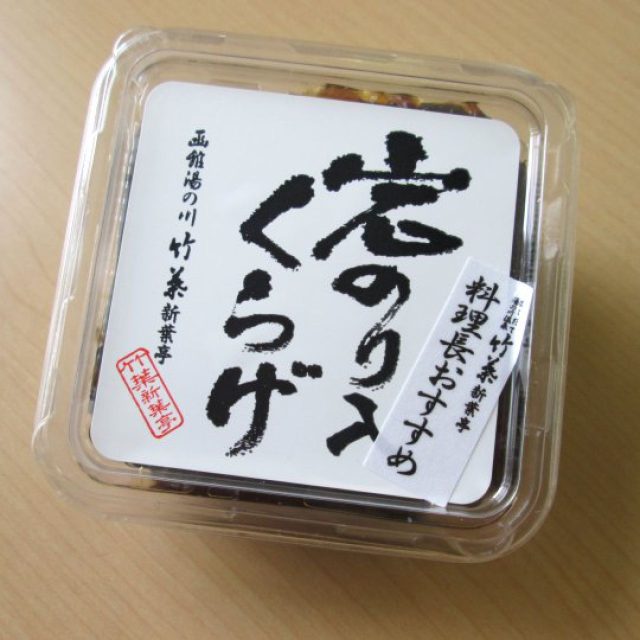 岩のり入
くらげ
函館湯の川 竹葉 新葉亭
竹葉新葉亭
竹葉 新葉亭
料理長おすすめ